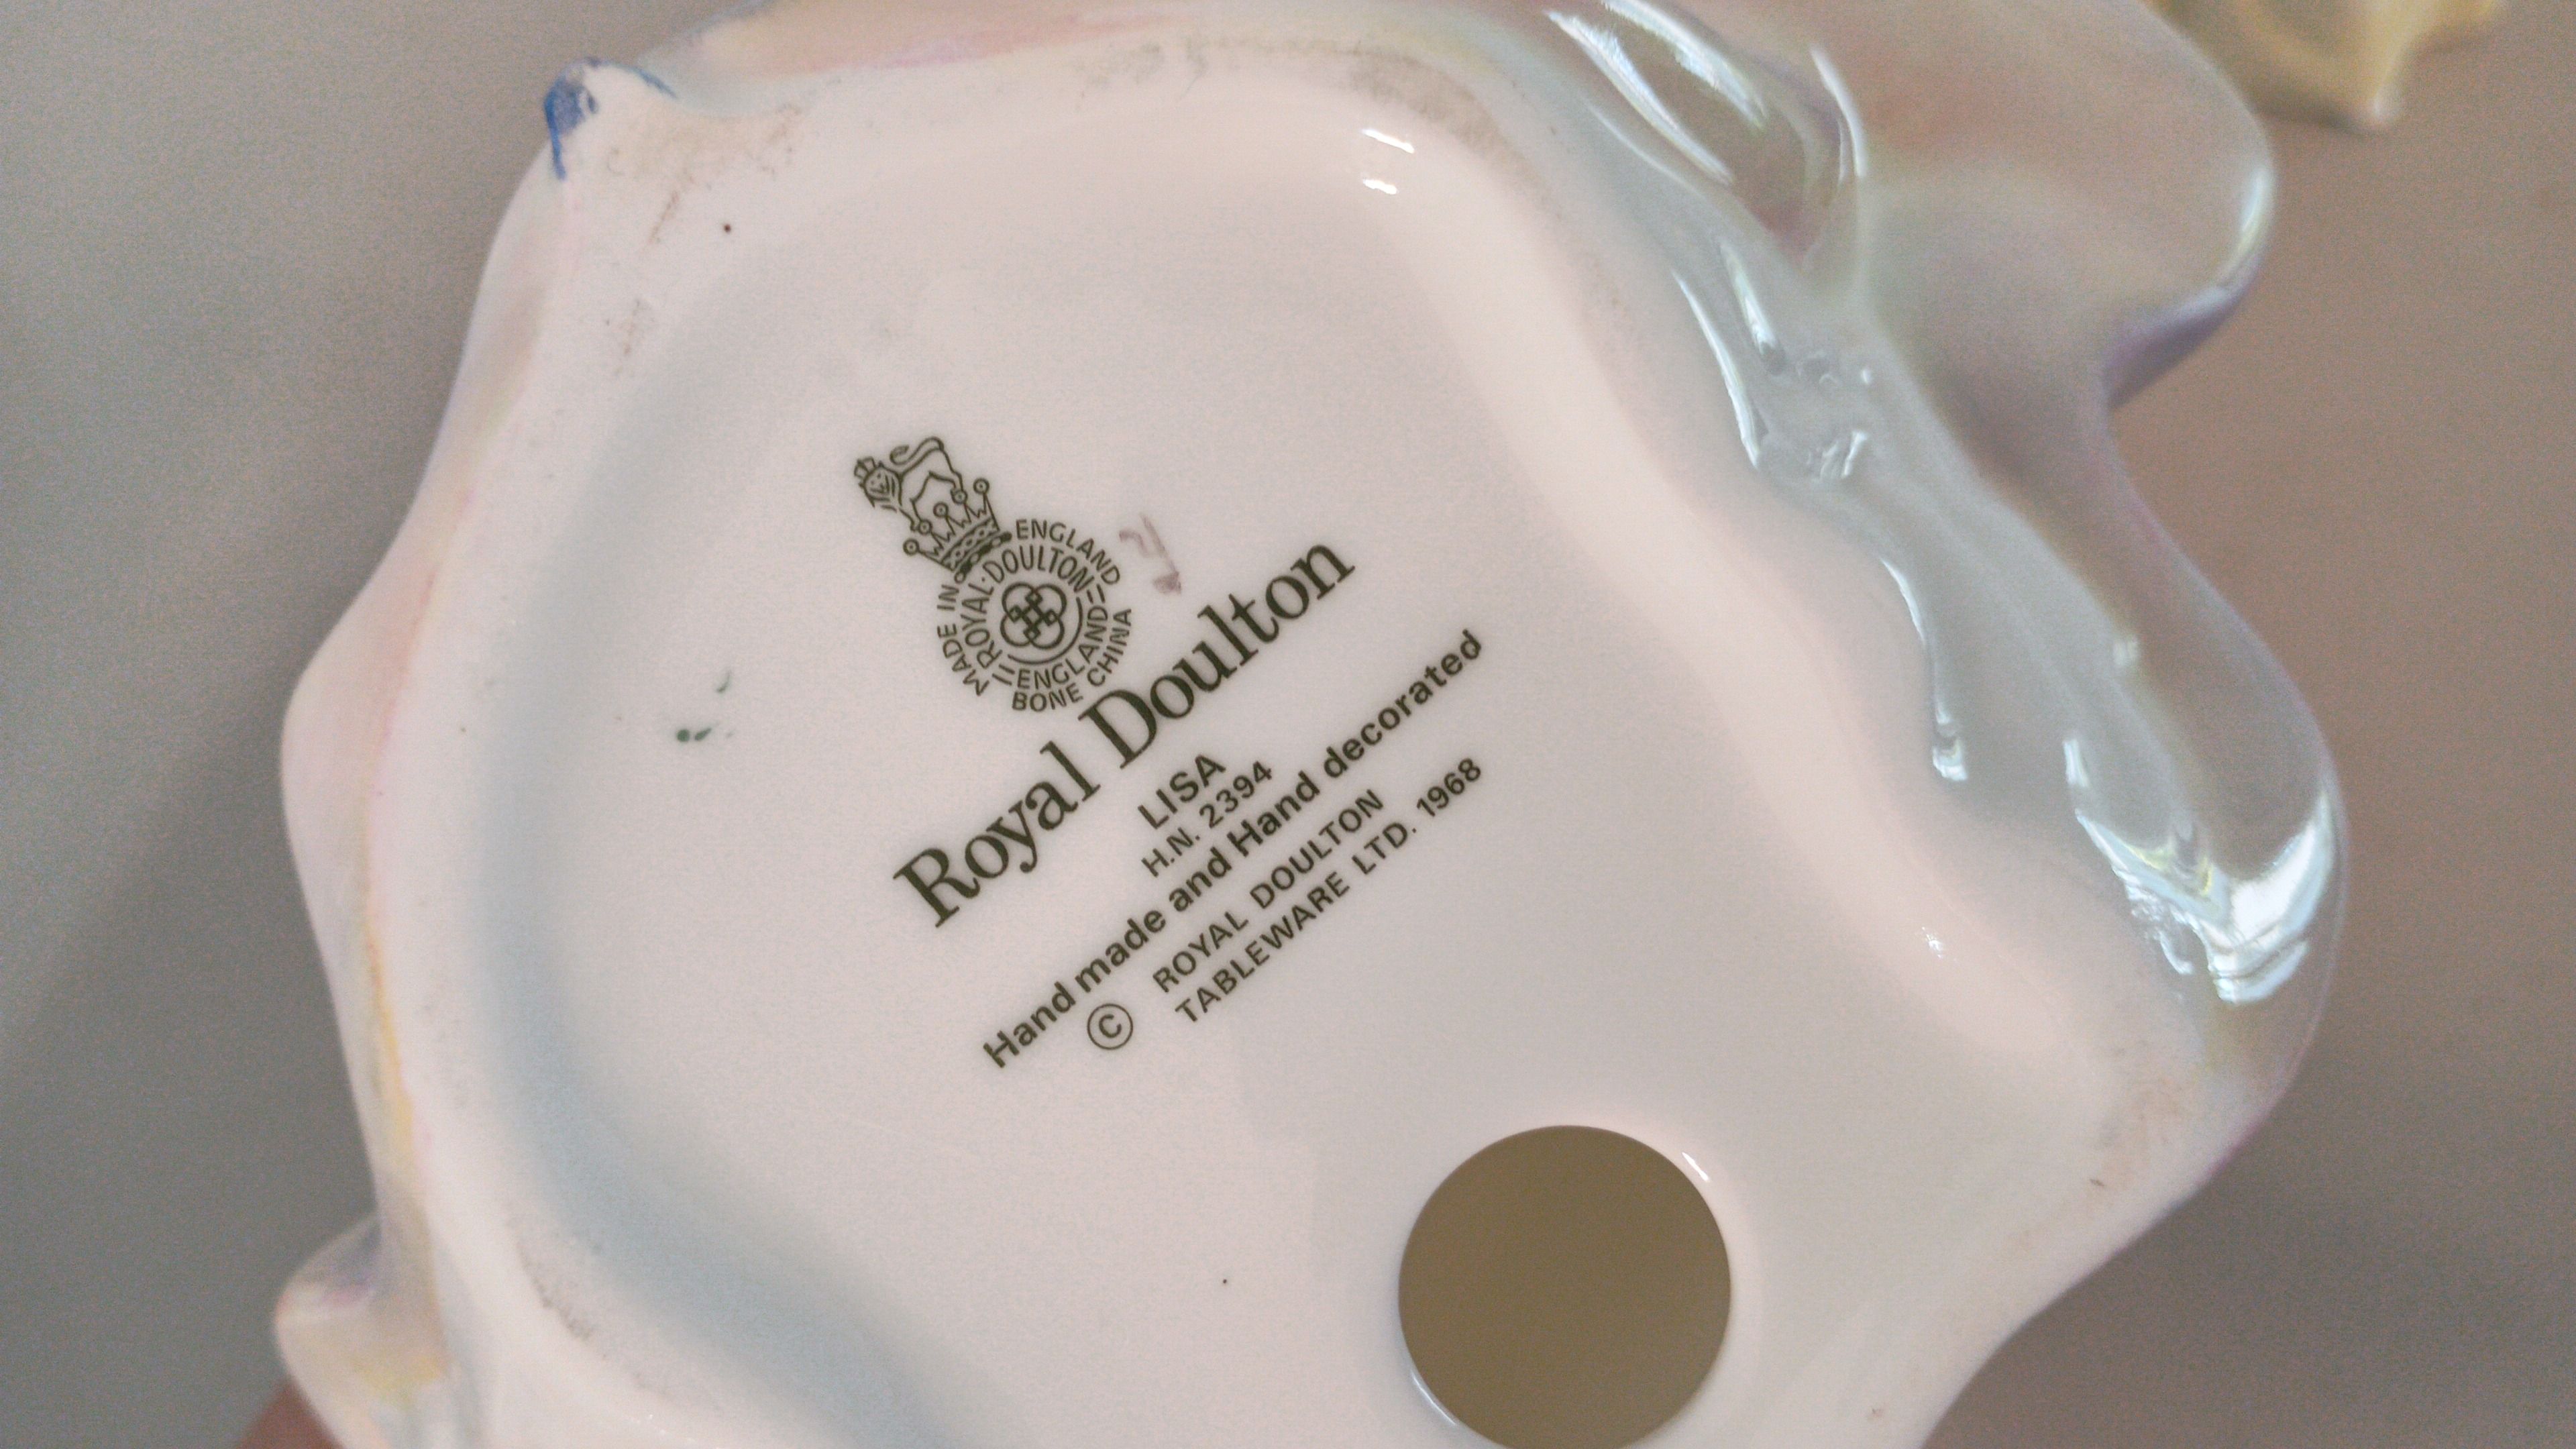 MADE IN ENGLAND
ROYAL·DOULTON
ENGLAND
BONE CHINA
Royal Doulton
LISA
H.N. 2394
Hand made and Hand decorated
© ROYAL DOULTON
TABLEWARE LTD. 1968